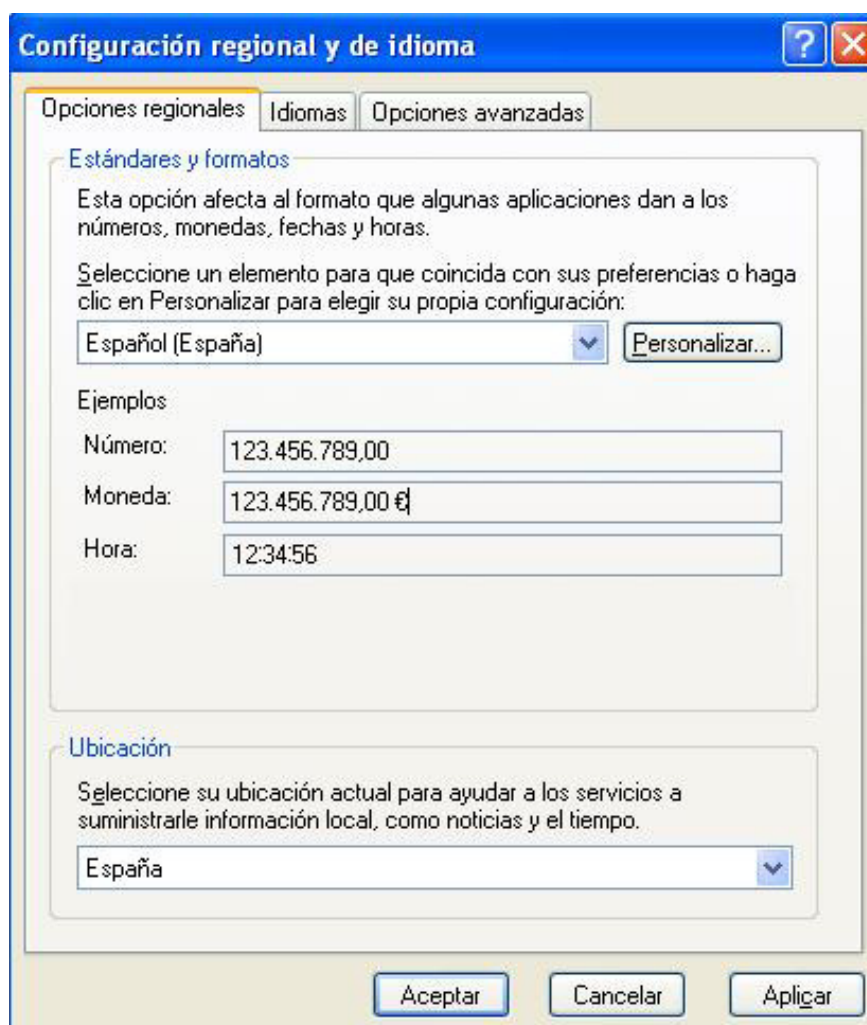 Configuración regional y de idioma
Opciones regionales Idiomas Opciones avanzadas
Estándares y formatos
Esta opción afecta al formato que algunas aplicaciones dan a los
números, monedas, fechas y horas.
Seleccione un elemento para que coincida con sus preferencias o haga
clic en Personalizar para elegir su propia configuración:
Español (España) Personalizar...
Ejemplos
Número: 123.456.789,00
Moneda: 123.456.789,00 €
Hora: 12:34:56
Ubicación
Seleccione su ubicación actual para ayudar a los servicios a
suministrarle información local, como noticias y el tiempo.
España
Aceptar Cancelar Aplicar